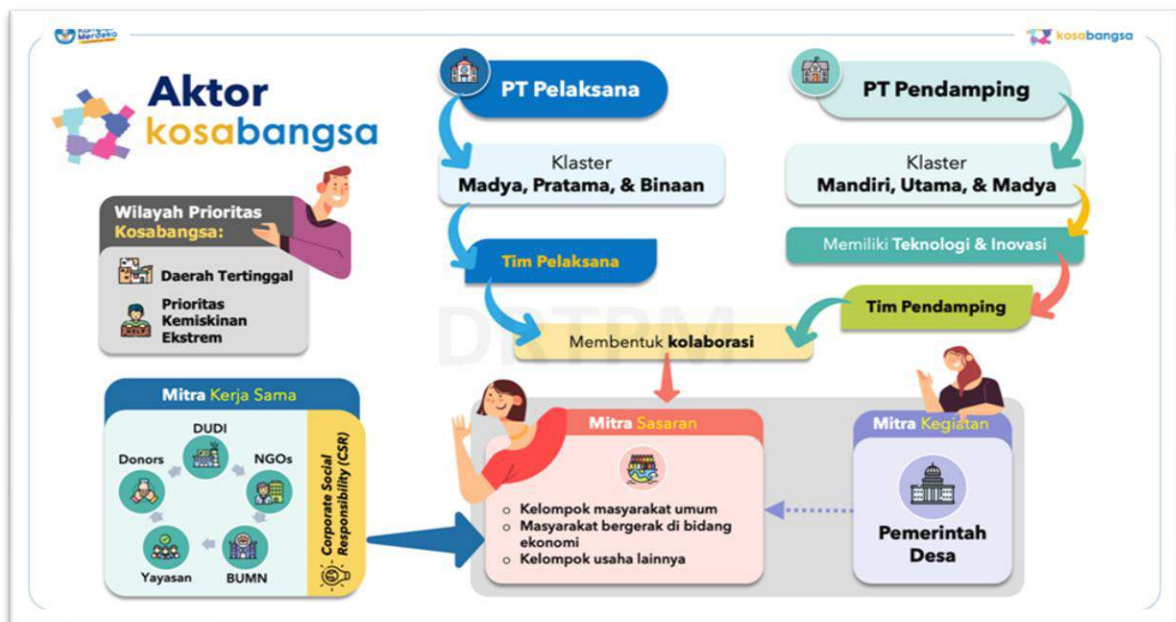 Kampus
Merdeka
kosabangsa
Aktor
kosabangsa
PT Pelaksana
PT Pendamping
Klaster
Madya, Pratama, & Binaan
Klaster
Mandiri, Utama, & Madya
Wilayah Prioritas
Kosabangsa:
Daerah Tertinggal
Prioritas
Kemiskinan
Ekstrem
HELP
Tim Pelaksana
Memiliki Teknologi & Inovasi
Tim Pendamping
DRTPM
Membentuk kolaborasi
Mitra Kerja Sama
DUDI
Donors
NGOs
Yayasan
BUMN
Corporate Social
Responsibility (CSR)
Mitra Sasaran
Kelompok masyarakat umum
Masyarakat bergerak di bidang
ekonomi
Kelompok usaha lainnya
Mitra Kegiatan
Pemerintah
Desa